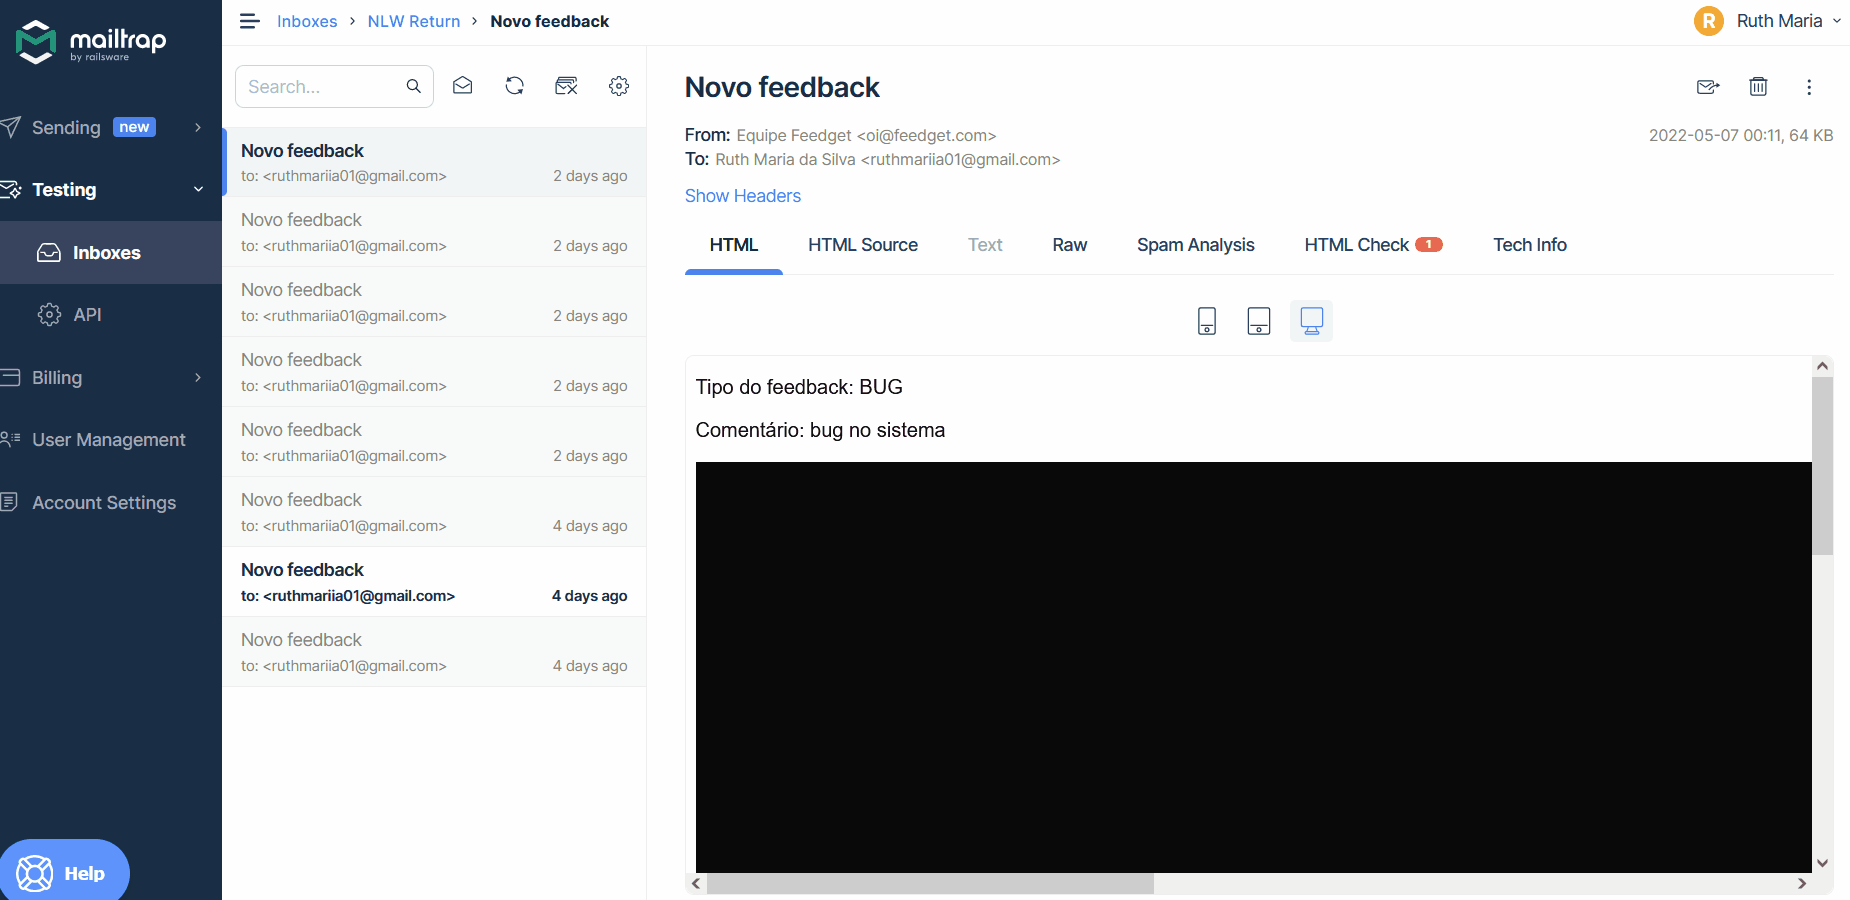 mailtrap
by railsware
Sending new
Testing
Inboxes
API
Billing
User Management
Account Settings
Help
Inboxes › NLW Return › Novo feedback
R Ruth Maria
Search...
Novo feedback
to: <ruthmariia01@gmail.com> 2 days ago
Novo feedback
to: <ruthmariia01@gmail.com> 2 days ago
Novo feedback
to: <ruthmariia01@gmail.com> 2 days ago
Novo feedback
to: <ruthmariia01@gmail.com> 2 days ago
Novo feedback
to: <ruthmariia01@gmail.com> 2 days ago
Novo feedback
to: <ruthmariia01@gmail.com> 4 days ago
Novo feedback
to: <ruthmariia01@gmail.com> 4 days ago
Novo feedback
to: <ruthmariia01@gmail.com> 4 days ago
Novo feedback
From: Equipe Feedget <oi@feedget.com> 2022-05-07 00:11, 64 KB
To: Ruth Maria da Silva <ruthmariia01@gmail.com>
Show Headers
HTML HTML Source Text Raw Spam Analysis HTML Check 1 Tech Info
Tipo do feedback: BUG
Comentário: bug no sistema